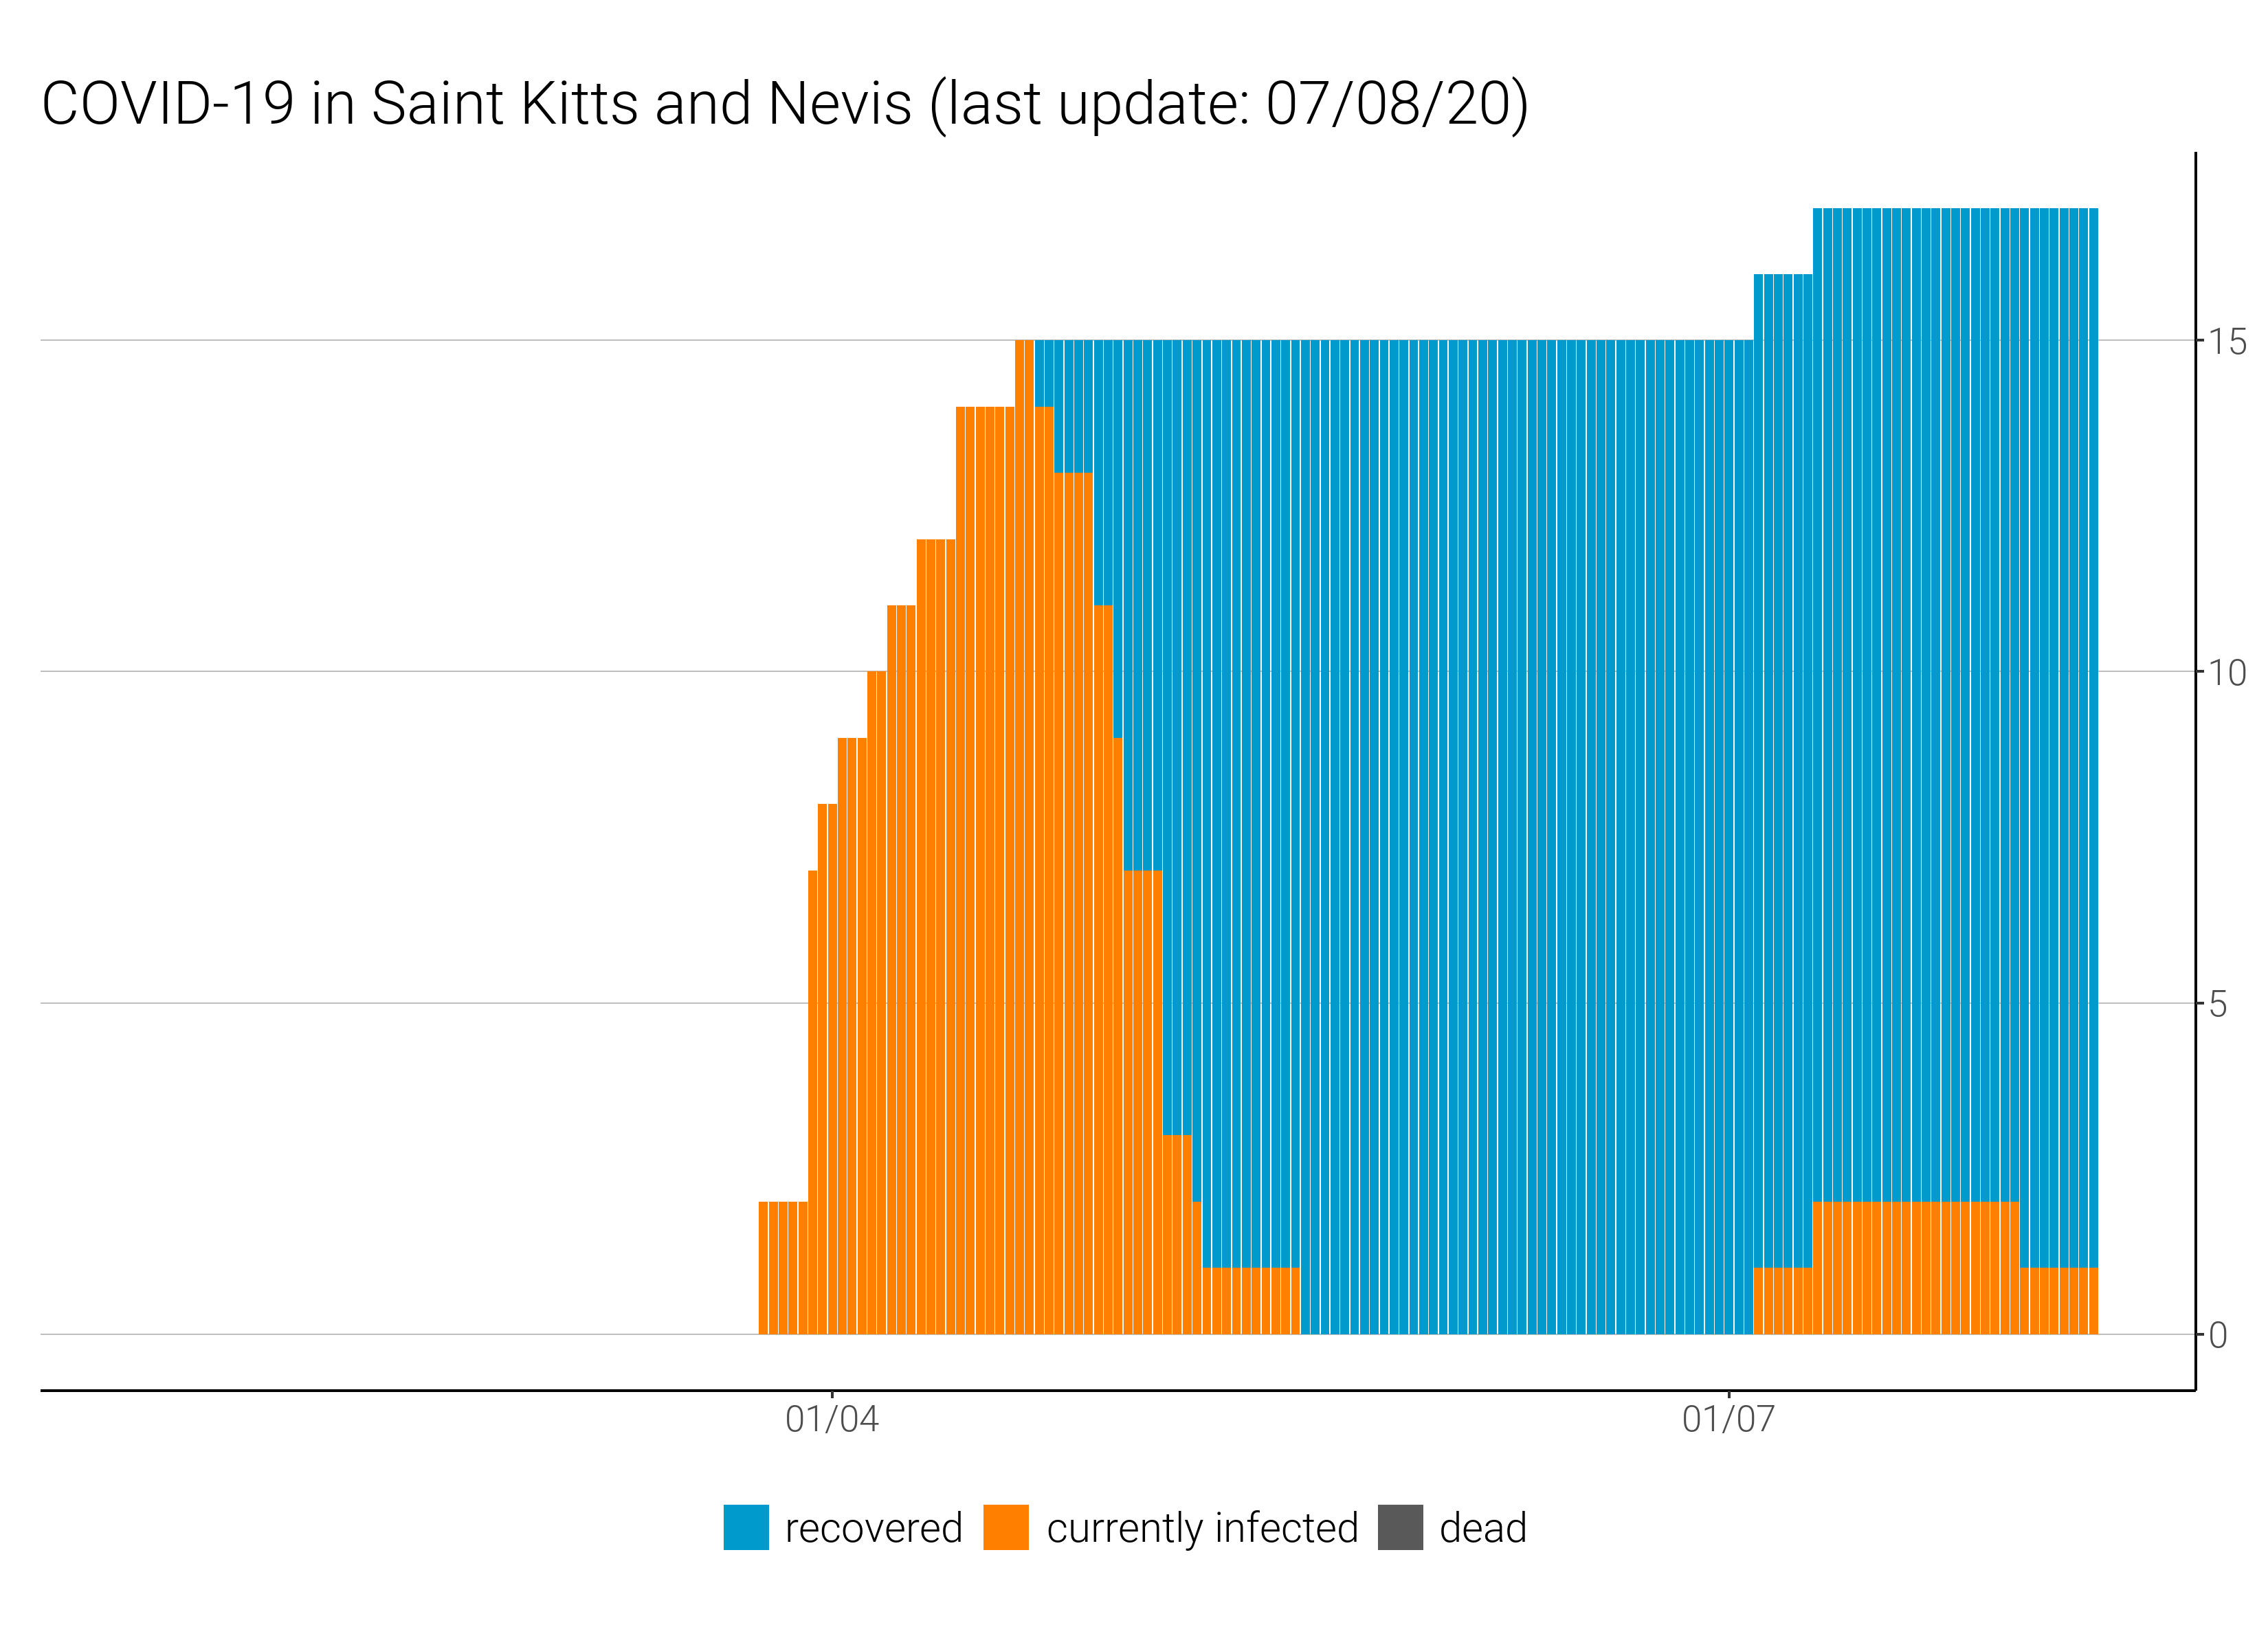 COVID-19 in Saint Kitts and Nevis (last update: 07/08/20)
15
10
5
0
01/04 01/07
recovered currently infected dead